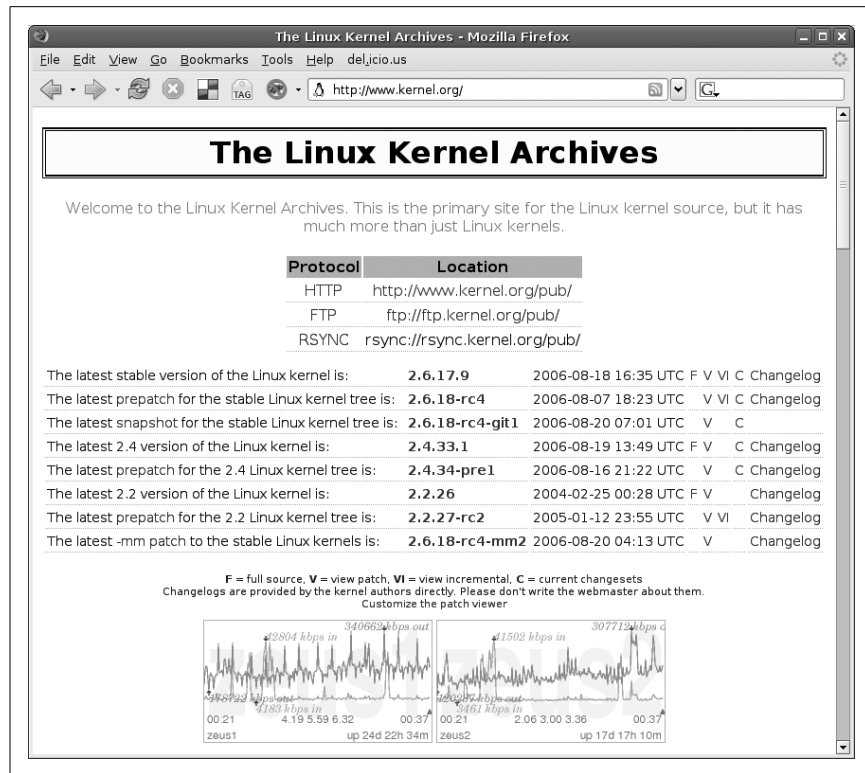 The Linux Kernel Archives - Mozilla Firefox
File Edit View Go Bookmarks Tools Help del.icio.us
TAG http://www.kernel.org/ G
The Linux Kernel Archives
Welcome to the Linux Kernel Archives. This is the primary site for the Linux kernel source, but it has
much more than just Linux kernels.
Protocol Location
HTTP http://www.kernel.org/pub/
FTP ftp://ftp.kernel.org/pub/
RSYNC rsync://rsync.kernel.org/pub/
The latest stable version of the Linux kernel is: 2.6.17.9 2006-08-18 16:35 UTC F V VI C Changelog
The latest prepatch for the stable Linux kernel tree is: 2.6.18-rc4 2006-08-07 18:23 UTC V VI C Changelog
The latest snapshot for the stable Linux kernel tree is: 2.6.18-rc4-git1 2006-08-20 07:01 UTC V C
The latest 2.4 version of the Linux kernel is: 2.4.33.1 2006-08-19 13:49 UTC F V C Changelog
The latest prepatch for the 2.4 Linux kernel tree is: 2.4.34-pre1 2006-08-16 21:22 UTC V C Changelog
The latest 2.2 version of the Linux kernel is: 2.2.26 2004-02-25 00:28 UTC F V Changelog
The latest prepatch for the 2.2 Linux kernel tree is: 2.2.27-rc2 2005-01-12 23:55 UTC V VI Changelog
The latest -mm patch to the stable Linux kernels is: 2.6.18-rc4-mm2 2006-08-20 04:13 UTC V Changelog
F = full source, V = view patch, VI = view incremental, C = current changesets
Changelogs are provided by the kernel authors directly. Please don't write the webmaster about them.
Customize the patch viewer
340662 kbps out 307712 kbps
42804 kbps in 41502 kbps in
zeus1 zeus2
kbps out kbps out
4183 kbps in 3461 kbps in
00:21 4.19 5.59 6.32 00:37 00:21 2.06 3.00 3.36 00:37
zeus1 up 24d 22h 34m zeus2 up 17d 17h 10m